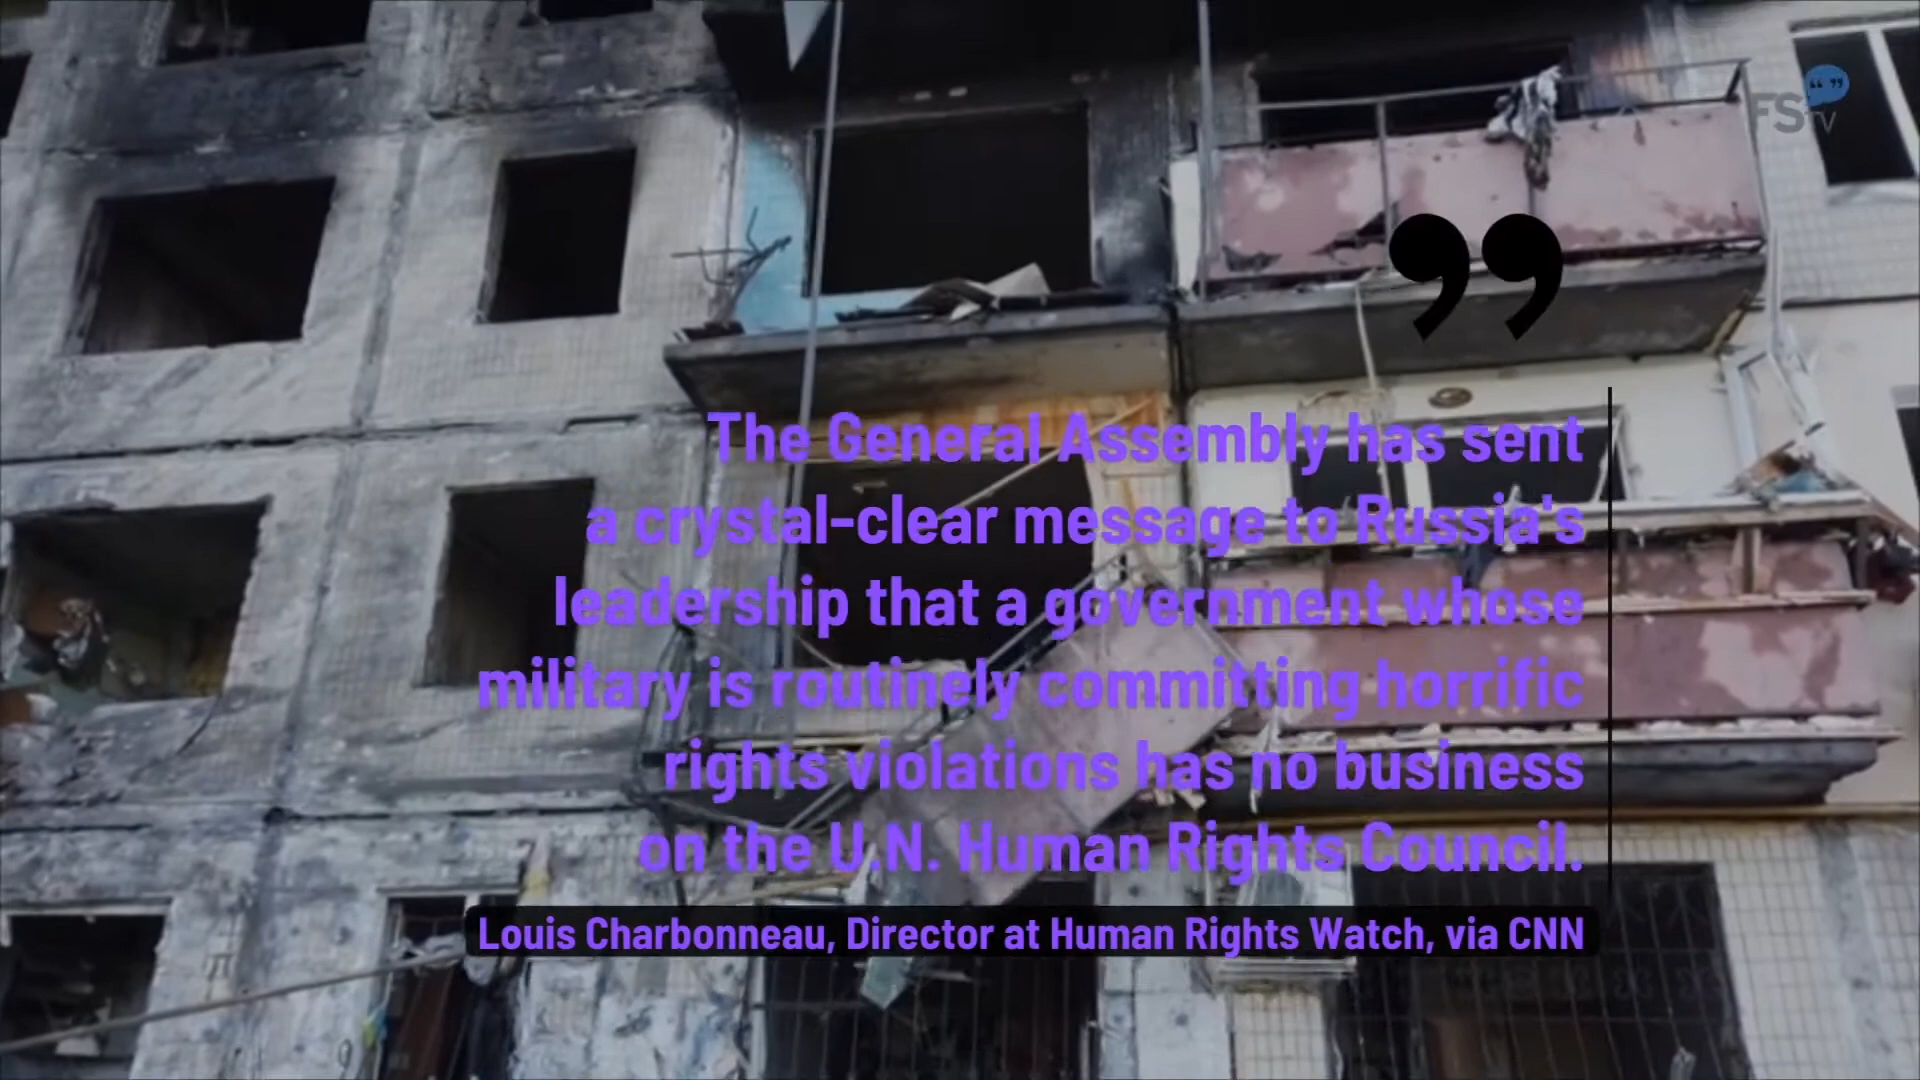 FSTV
”
The General Assembly has sent
a crystal-clear message to Russia's
leadership that a government whose
military is routinely committing horrific
rights violations has no business
on the U.N. Human Rights Council.
Louis Charbonneau, Director at Human Rights Watch, via CNN